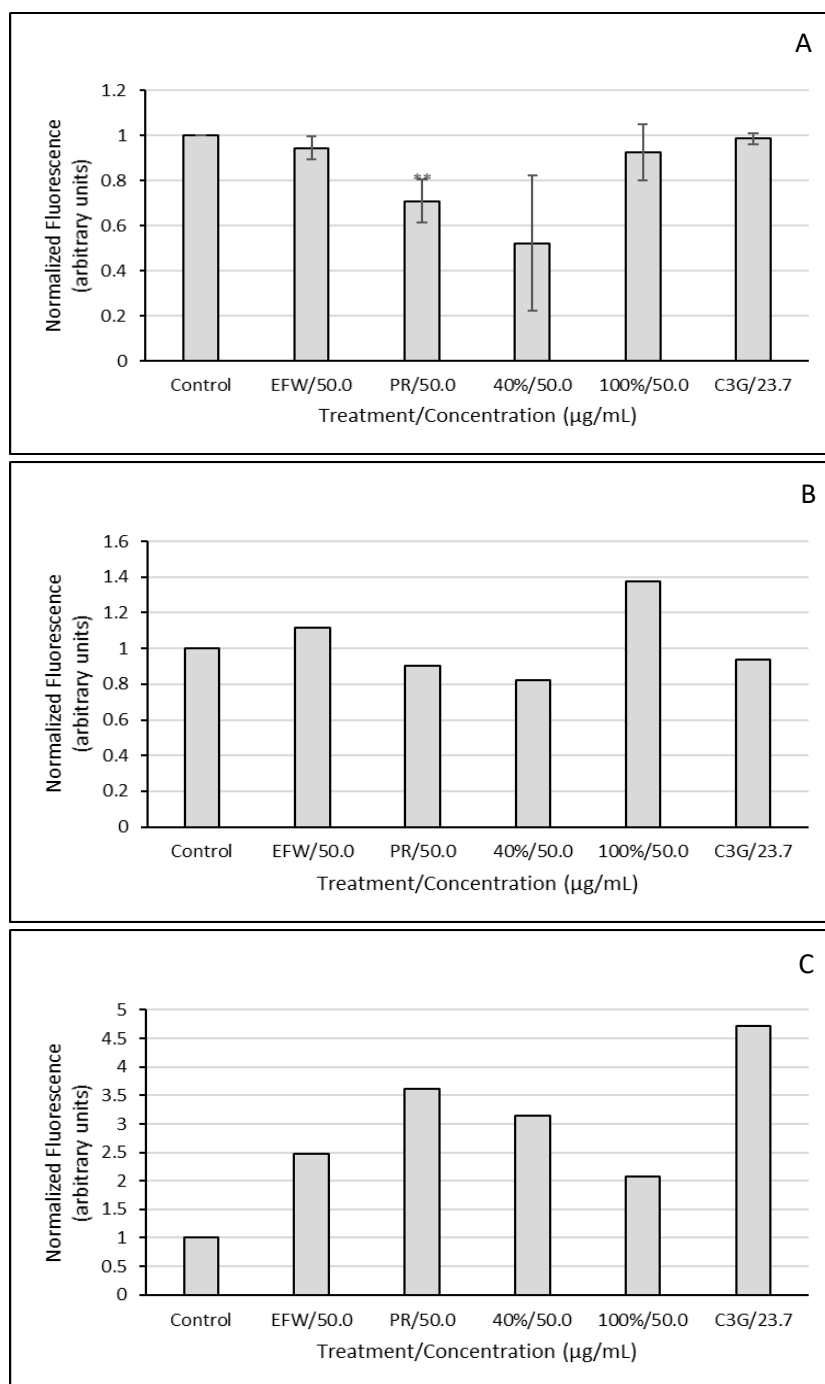 A
Normalized Fluorescence
(arbitrary units)
1.2
1
0.8
0.6
0.4
0.2
0
**
Control EFW/50.0 PR/50.0 40%/50.0 100%/50.0 C3G/23.7
Treatment/Concentration (µg/mL)
B
Normalized Fluorescence
(arbitrary units)
1.6
1.4
1.2
1
0.8
0.6
0.4
0.2
0
Control EFW/50.0 PR/50.0 40%/50.0 100%/50.0 C3G/23.7
Treatment/Concentration (µg/mL)
C
Normalized Fluorescence
(arbitrary units)
5
4.5
4
3.5
3
2.5
2
1.5
1
0.5
0
Control EFW/50.0 PR/50.0 40%/50.0 100%/50.0 C3G/23.7
Treatment/Concentration (µg/mL)